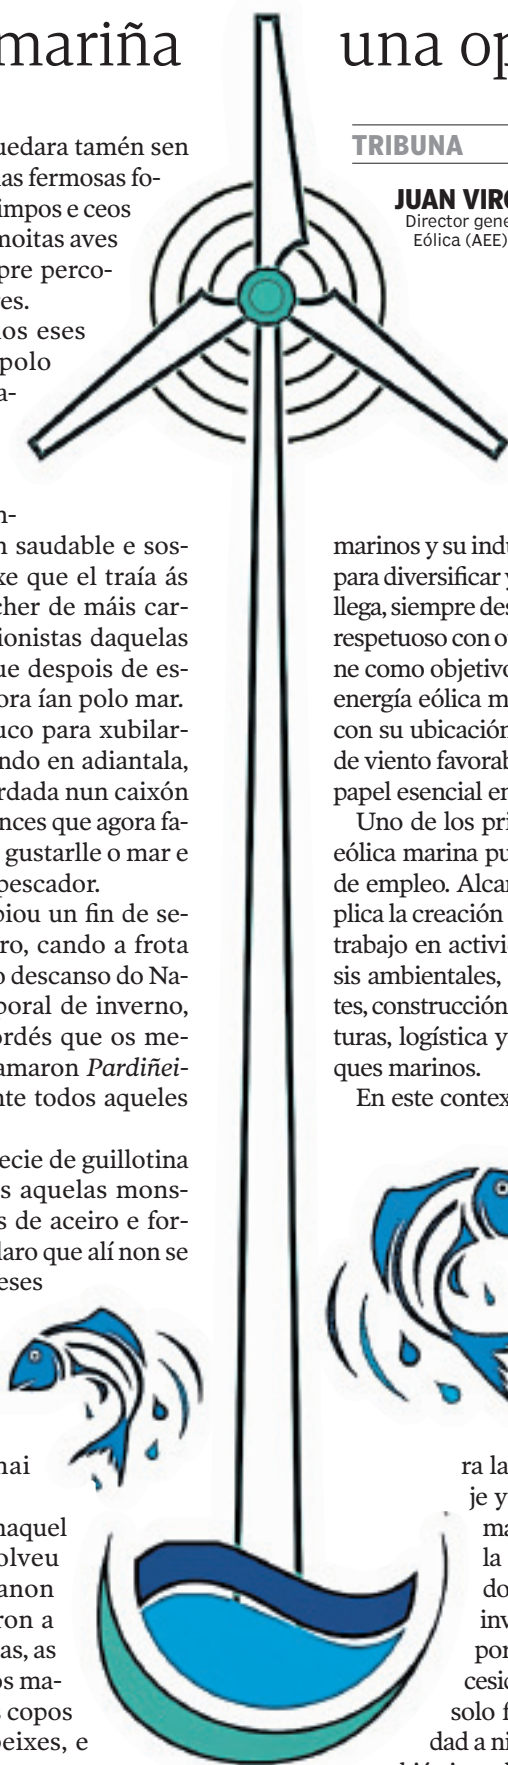 mariña
uedara tamén sen
as fermosas fo-
impos e ceos
moitas aves
pre perco-
es.
os eses
polo
a-
n-
n saudable e sos-
xe que el traía ás
cher de máis car-
ionistas daquelas
ue despois de es-
ora ían polo mar.
uco para xubilar-
ndo en adiantala,
rdada nun caixón
nces que agora fa-
gustarlle o mar e
pescador.
piou un fin de se-
ro, cando a frota
o descanso do Na-
poral de inverno,
ordés que os me-
amaron Pardiñei-
nte todos aqueles
ecie de guillotina
s aquelas mons-
s de aceiro e for-
laro que alí non se
eses
nai
naquel
olveu
anon
ron a
as, as
os ma-
s copos
peixes, e
una op
TRIBUNA
JUAN VIRG
Director gene
Eólica (AEE)
marinos y su indu
para diversificar y
llega, siempre des
respetuoso con o
ne como objetivo
energía eólica m
con su ubicación
de viento favorab
papel esencial en
Uno de los pri
eólica marina pu
de empleo. Alcan
plica la creación
trabajo en activi
sis ambientales,
tes, construcción
turas, logística y
ques marinos.
En este contex
ra la
je y
ma
la
do
inv
por
cesid
solo f
dad a ni